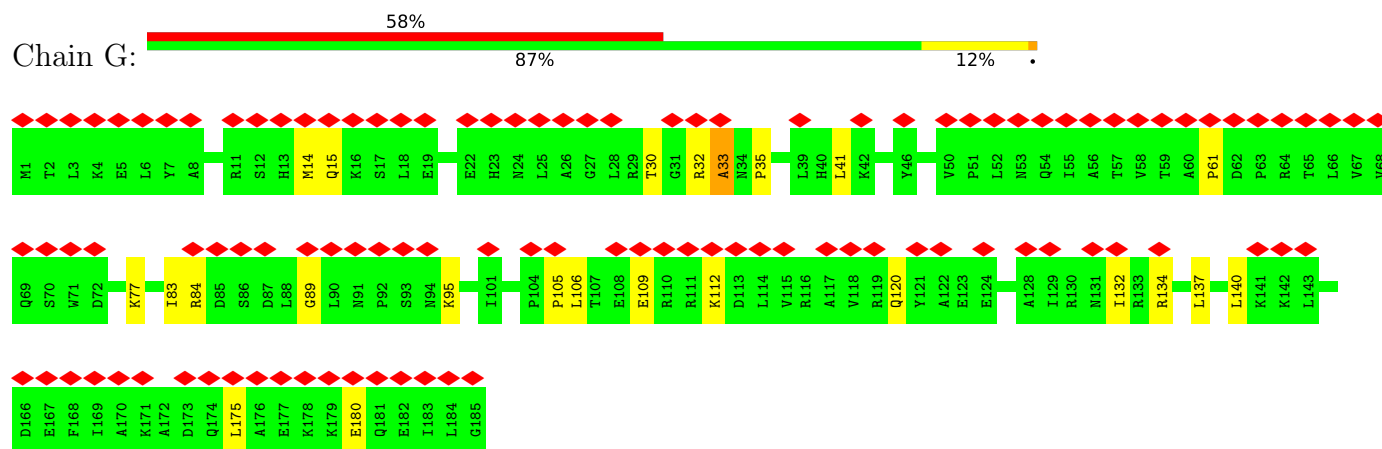 58%
Chain G:
87% 12% •
M1 T2 L3 K4 E5 L6 Y7 A8 R11 S12 H13 M14 Q15 K16 S17 L18 E19 E22 H23 N24 L25 A26 G27 L28 R29 T30 G31 R32 A33 N34 P35 L39 H40 L41 K42 Y46 V50 P51 L52 N53 Q54 I55 A56 T57 V58 T59 A60 P61 D62 P63 R64 T65 L66 V67 V68
Q69 S70 W71 D72 K77 I83 R84 D85 S86 D87 L88 G89 L90 N91 P92 S93 N94 K95 I101 P104 P105 L106 T107 E108 E109 R110 R111 K112 D113 L114 V115 R116 A117 V118 R119 Q120 Y121 A122 E123 E124 A128 I129 R130 N131 I132 R133 R134 L137 L140 K141 K142 L143
D166 E167 F168 I169 A170 K171 A172 D173 Q174 L175 A176 E177 K178 K179 E180 Q181 E182 I183 L184 G185